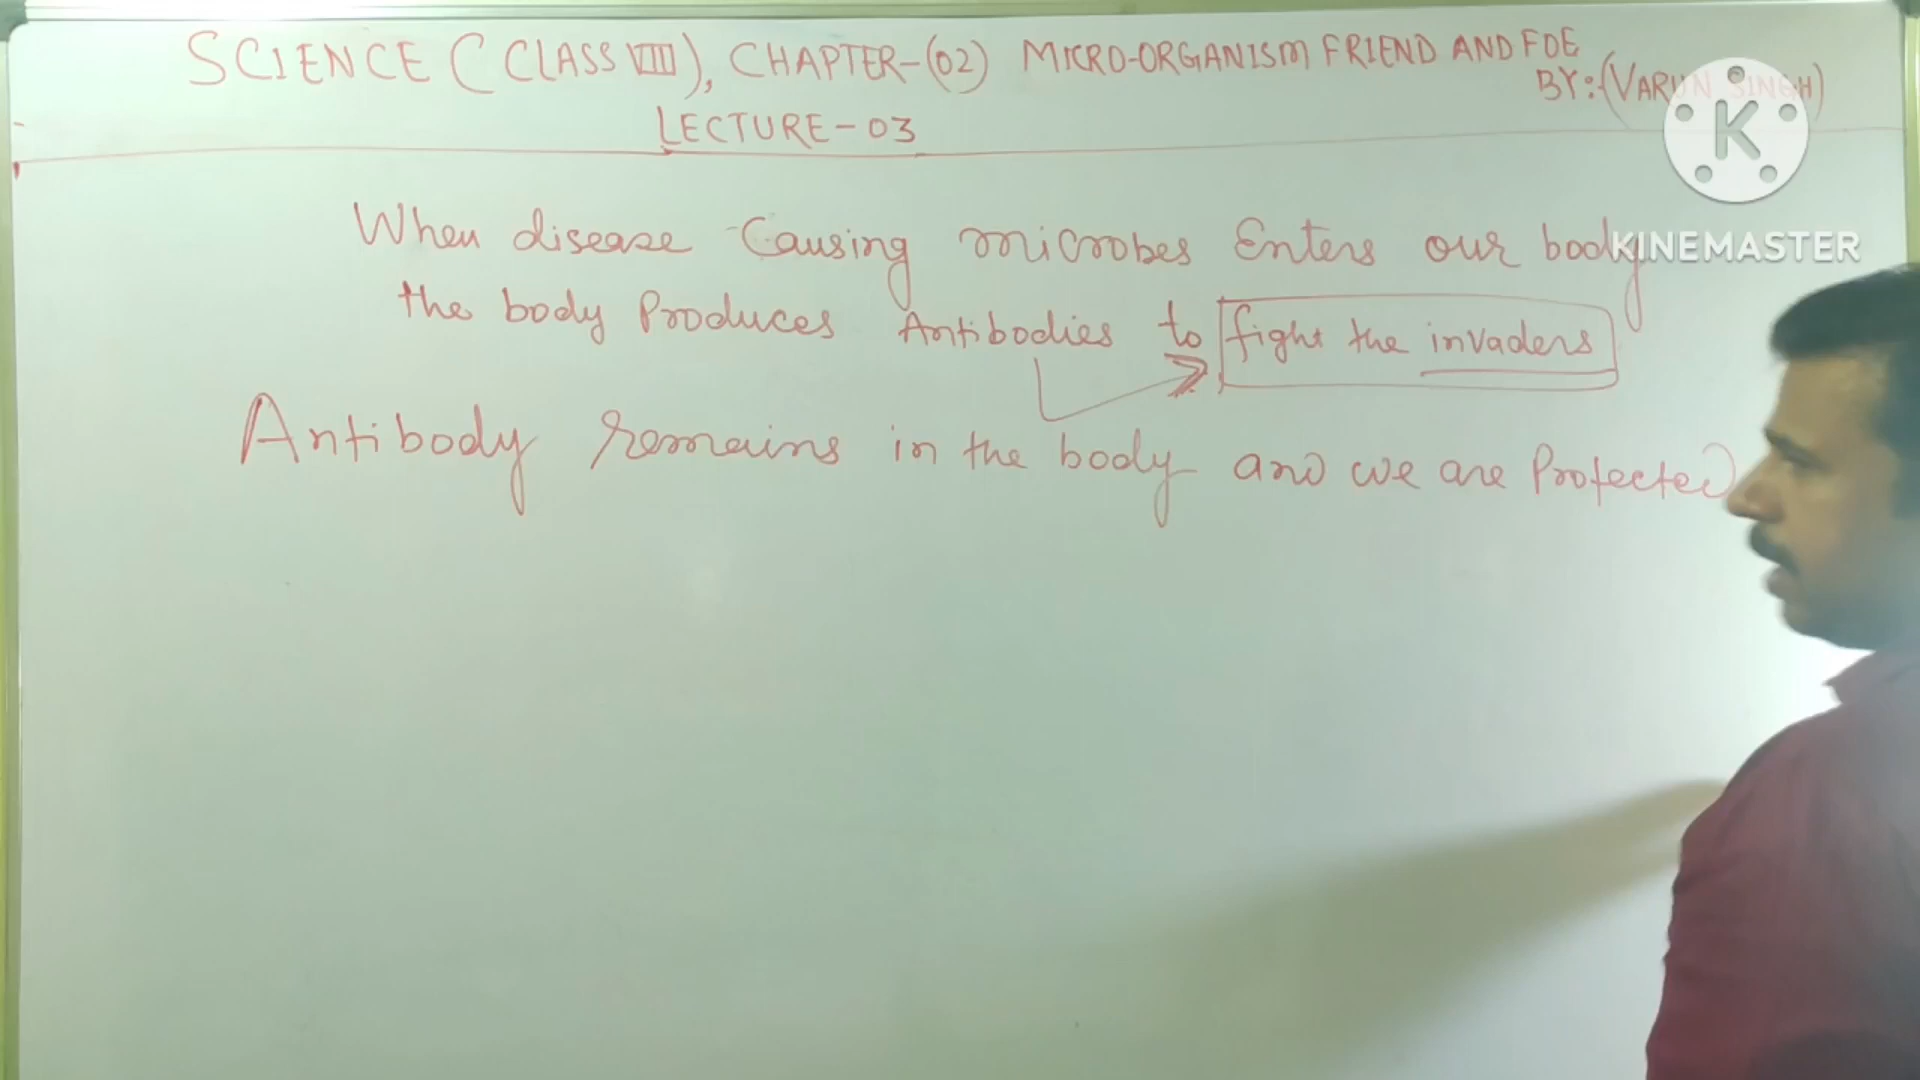 SCIENCE (CLASS VIII), CHAPTER-(02) MICRO-ORGANISM FRIEND AND FOE
BY:-(VARUN SINGH)
LECTURE-03
K
KINEMASTER
When disease Causing microbes Enters our body
the body Produces Antibodies to fight the invaders
Antibody remains in the body and we are Protected